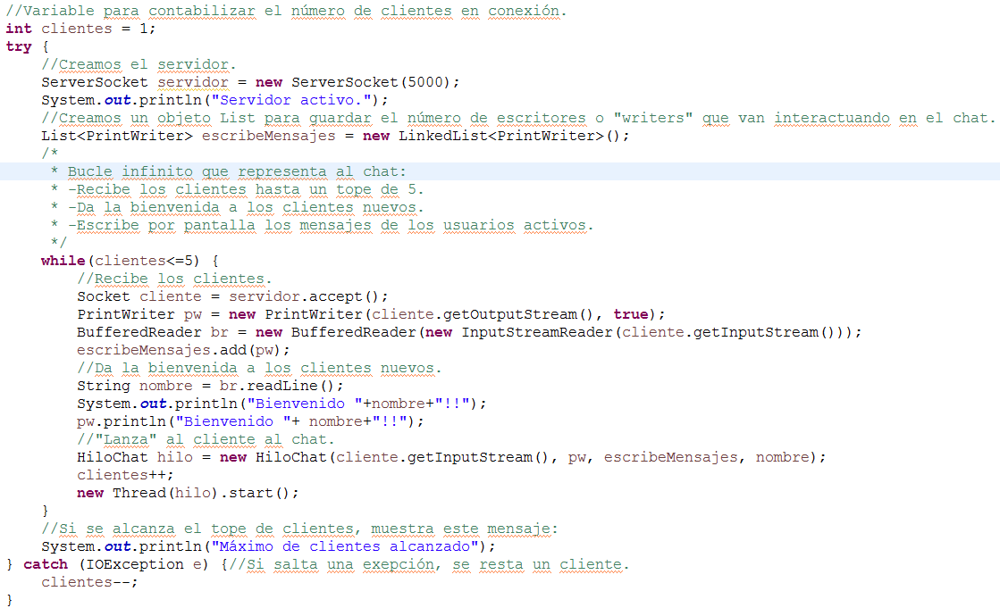 //Variable para contabilizar el número de clientes en conexión.
int clientes = 1;
try {
    //Creamos el servidor.
    ServerSocket servidor = new ServerSocket(5000);
    System.out.println("Servidor activo.");
    //Creamos un objeto List para guardar el número de escritores o "writers" que van interactuando en el chat.
    List<PrintWriter> escribeMensajes = new LinkedList<PrintWriter>();
    /*
     * Bucle infinito que representa al chat:
     * -Recibe los clientes hasta un tope de 5.
     * -Da la bienvenida a los clientes nuevos.
     * -Escribe por pantalla los mensajes de los usuarios activos.
     */
    while(clientes<=5) {
        //Recibe los clientes.
        Socket cliente = servidor.accept();
        PrintWriter pw = new PrintWriter(cliente.getOutputStream(), true);
        BufferedReader br = new BufferedReader(new InputStreamReader(cliente.getInputStream()));
        escribeMensajes.add(pw);
        //Da la bienvenida a los clientes nuevos.
        String nombre = br.readLine();
        System.out.println("Bienvenido "+nombre+"!!");
        pw.println("Bienvenido "+ nombre+"!!");
        //"Lanza" al cliente al chat.
        HiloChat hilo = new HiloChat(cliente.getInputStream(), pw, escribeMensajes, nombre);
        clientes++;
        new Thread(hilo).start();
    }
    //Si se alcanza el tope de clientes, muestra este mensaje:
    System.out.println("Máximo de clientes alcanzado");
} catch (IOException e) {//Si salta una exepción, se resta un cliente.
    clientes--;
}